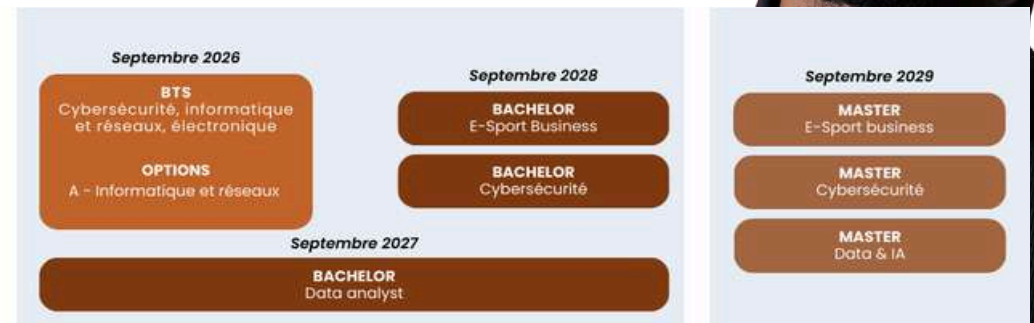 Septembre 2026
BTS
Cybersécurité, informatique
et réseaux, électronique
OPTIONS
A - Informatique et réseaux
Septembre 2028
BACHELOR
E-Sport Business
BACHELOR
Cybersécurité
Septembre 2027
BACHELOR
Data analyst
Septembre 2029
MASTER
E-Sport business
MASTER
Cybersécurité
MASTER
Data & IA